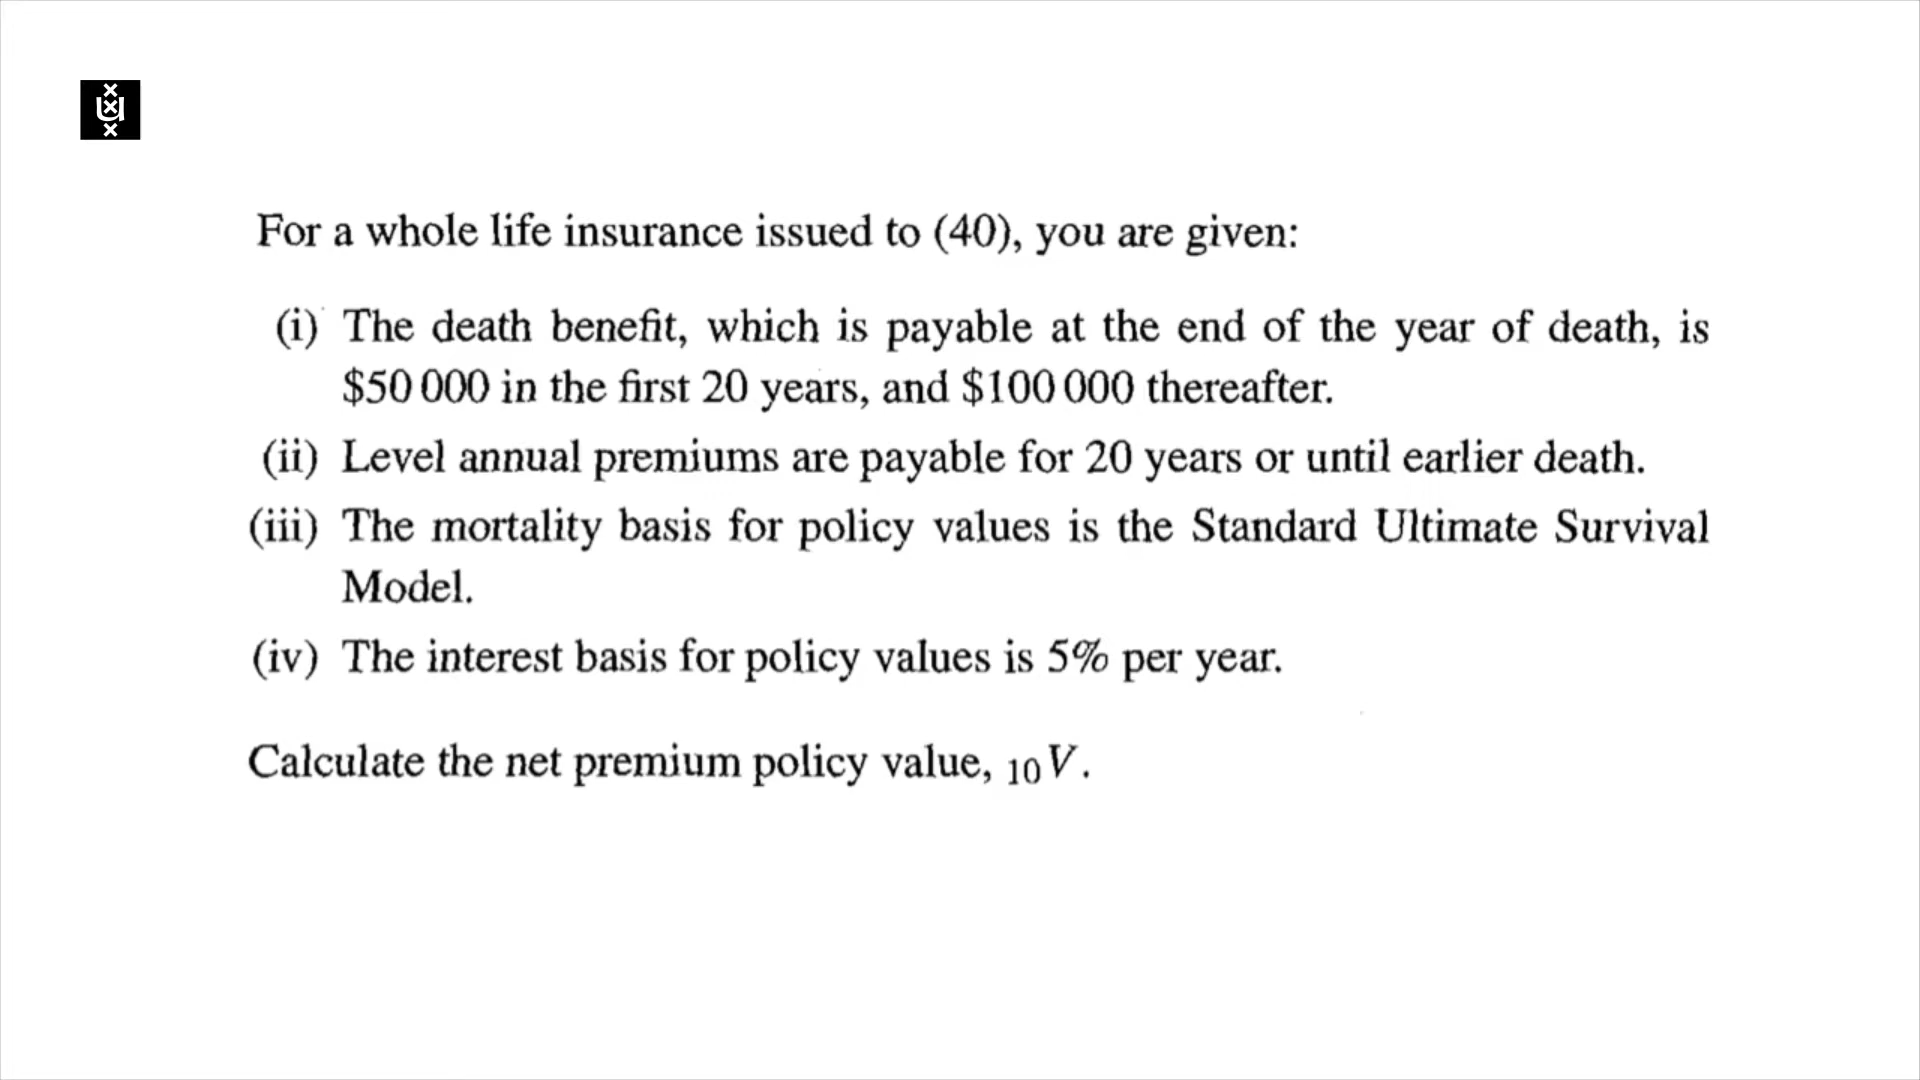 For a whole life insurance issued to (40), you are given:
(i) The death benefit, which is payable at the end of the year of death, is
$50 000 in the first 20 years, and $100 000 thereafter.
(ii) Level annual premiums are payable for 20 years or until earlier death.
(iii) The mortality basis for policy values is the Standard Ultimate Survival
Model.
(iv) The interest basis for policy values is 5% per year.
Calculate the net premium policy value, ₁₀V.